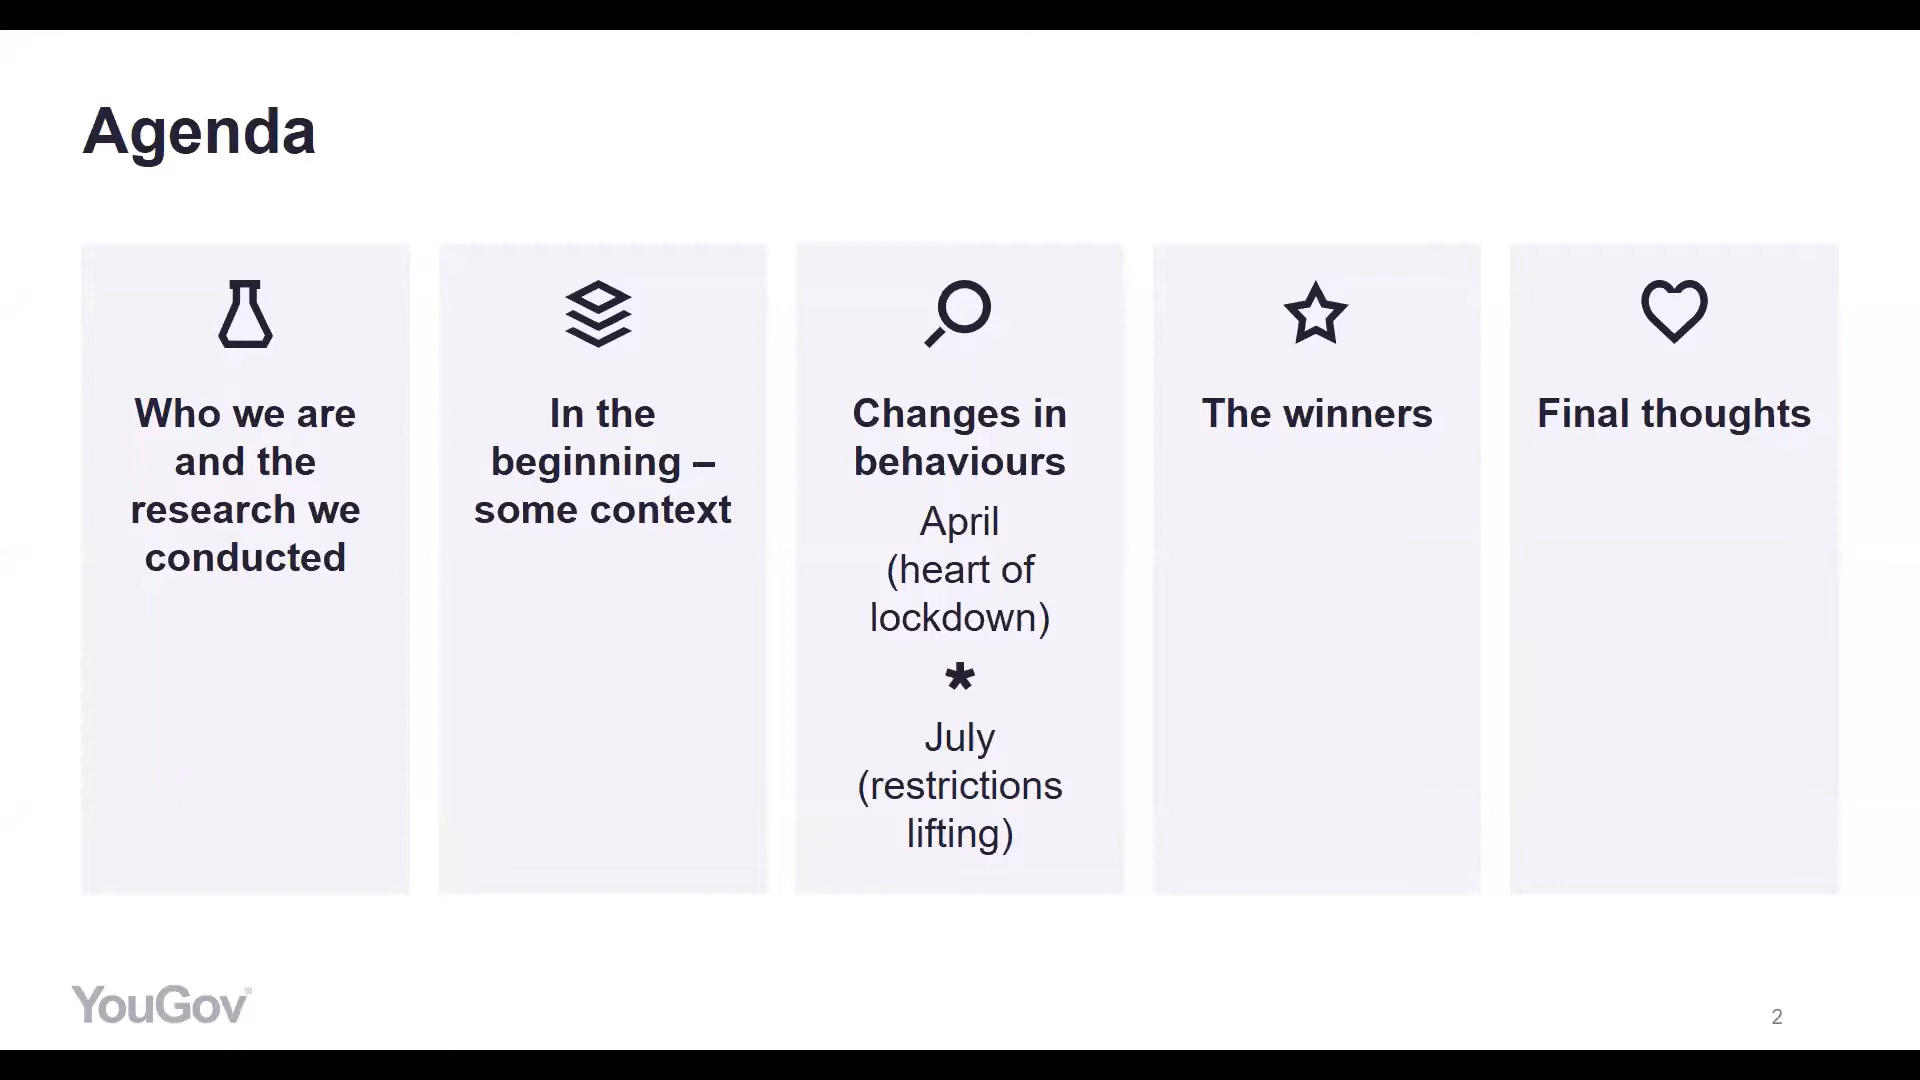 Agenda
Who we are
and the
research we
conducted
In the
beginning –
some context
Changes in
behaviours
April
(heart of
lockdown)
*
July
(restrictions
lifting)
The winners
Final thoughts
YouGov®
2